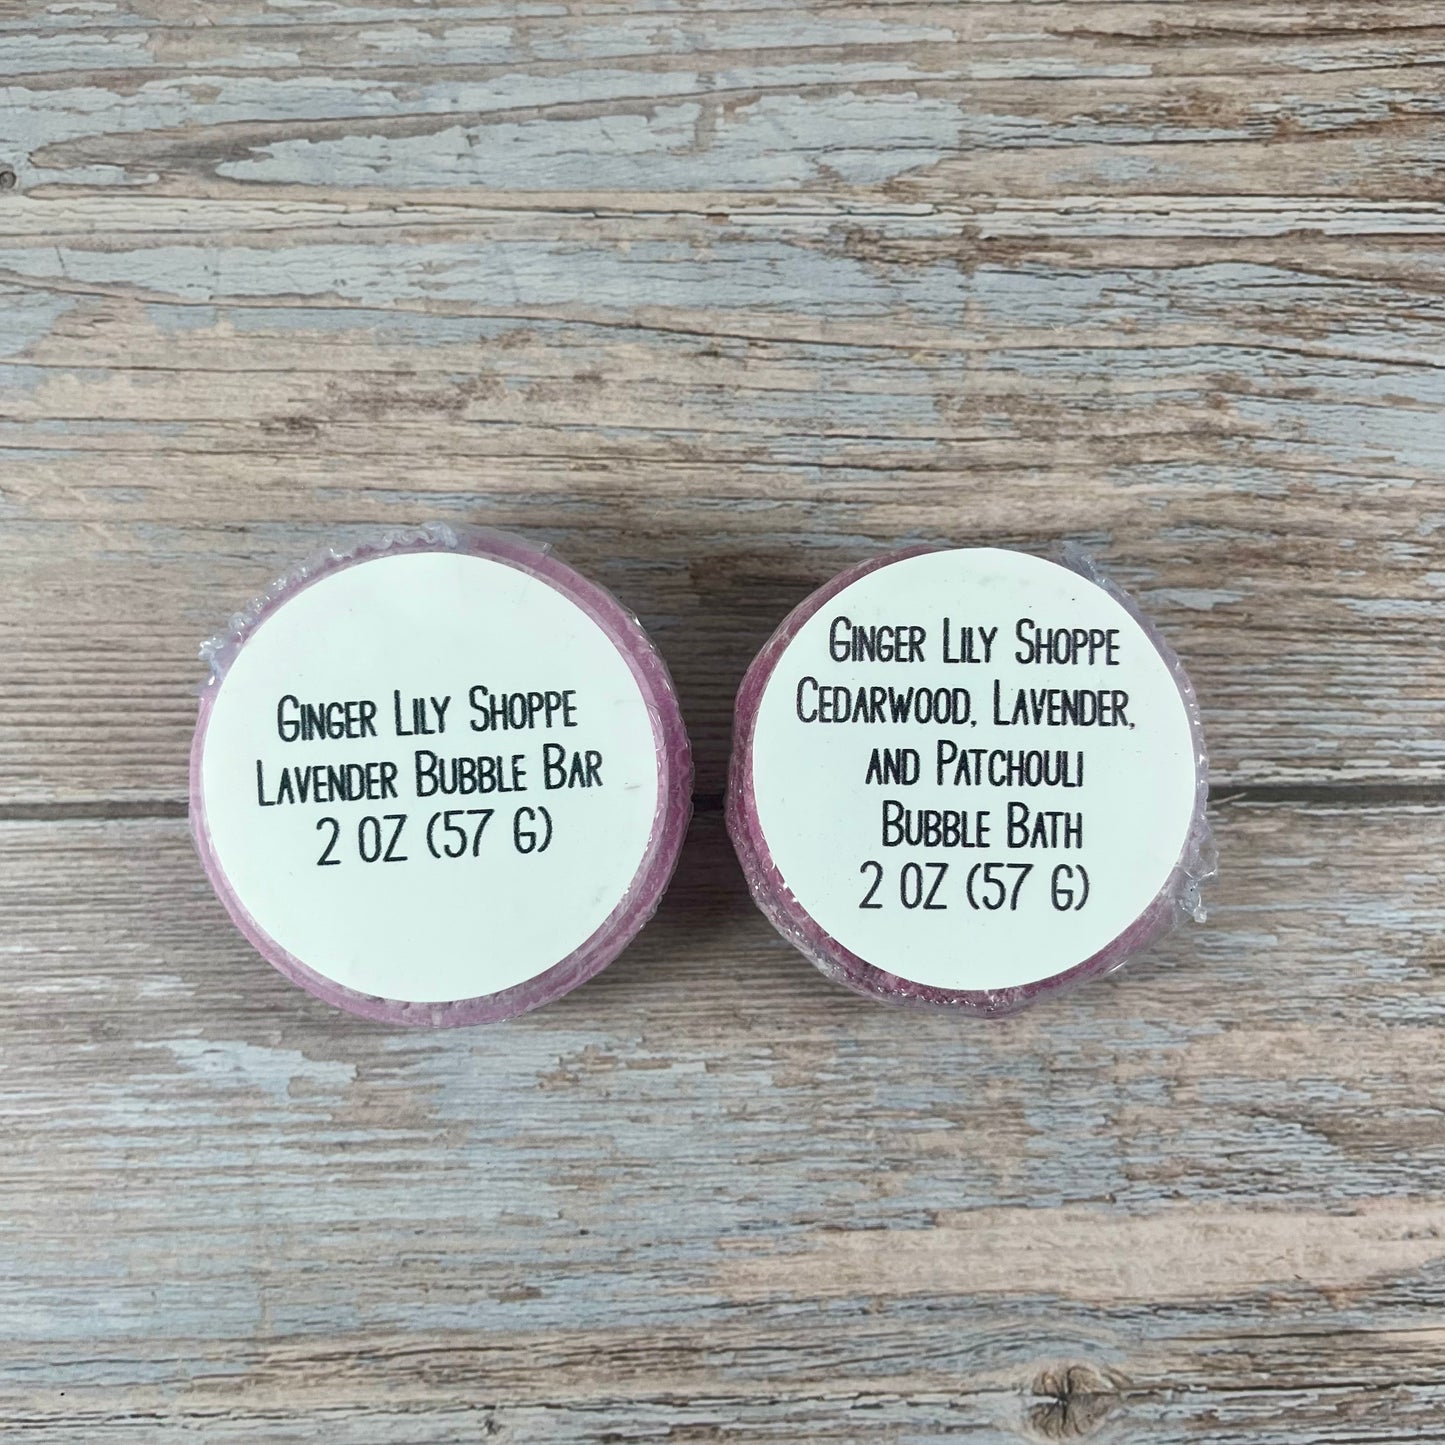 Ginger Lily Shoppe
Lavender Bubble Bar
2 oz (57 g)
Ginger Lily Shoppe
Cedarwood, Lavender,
and Patchouli
Bubble Bath
2 oz (57 g)